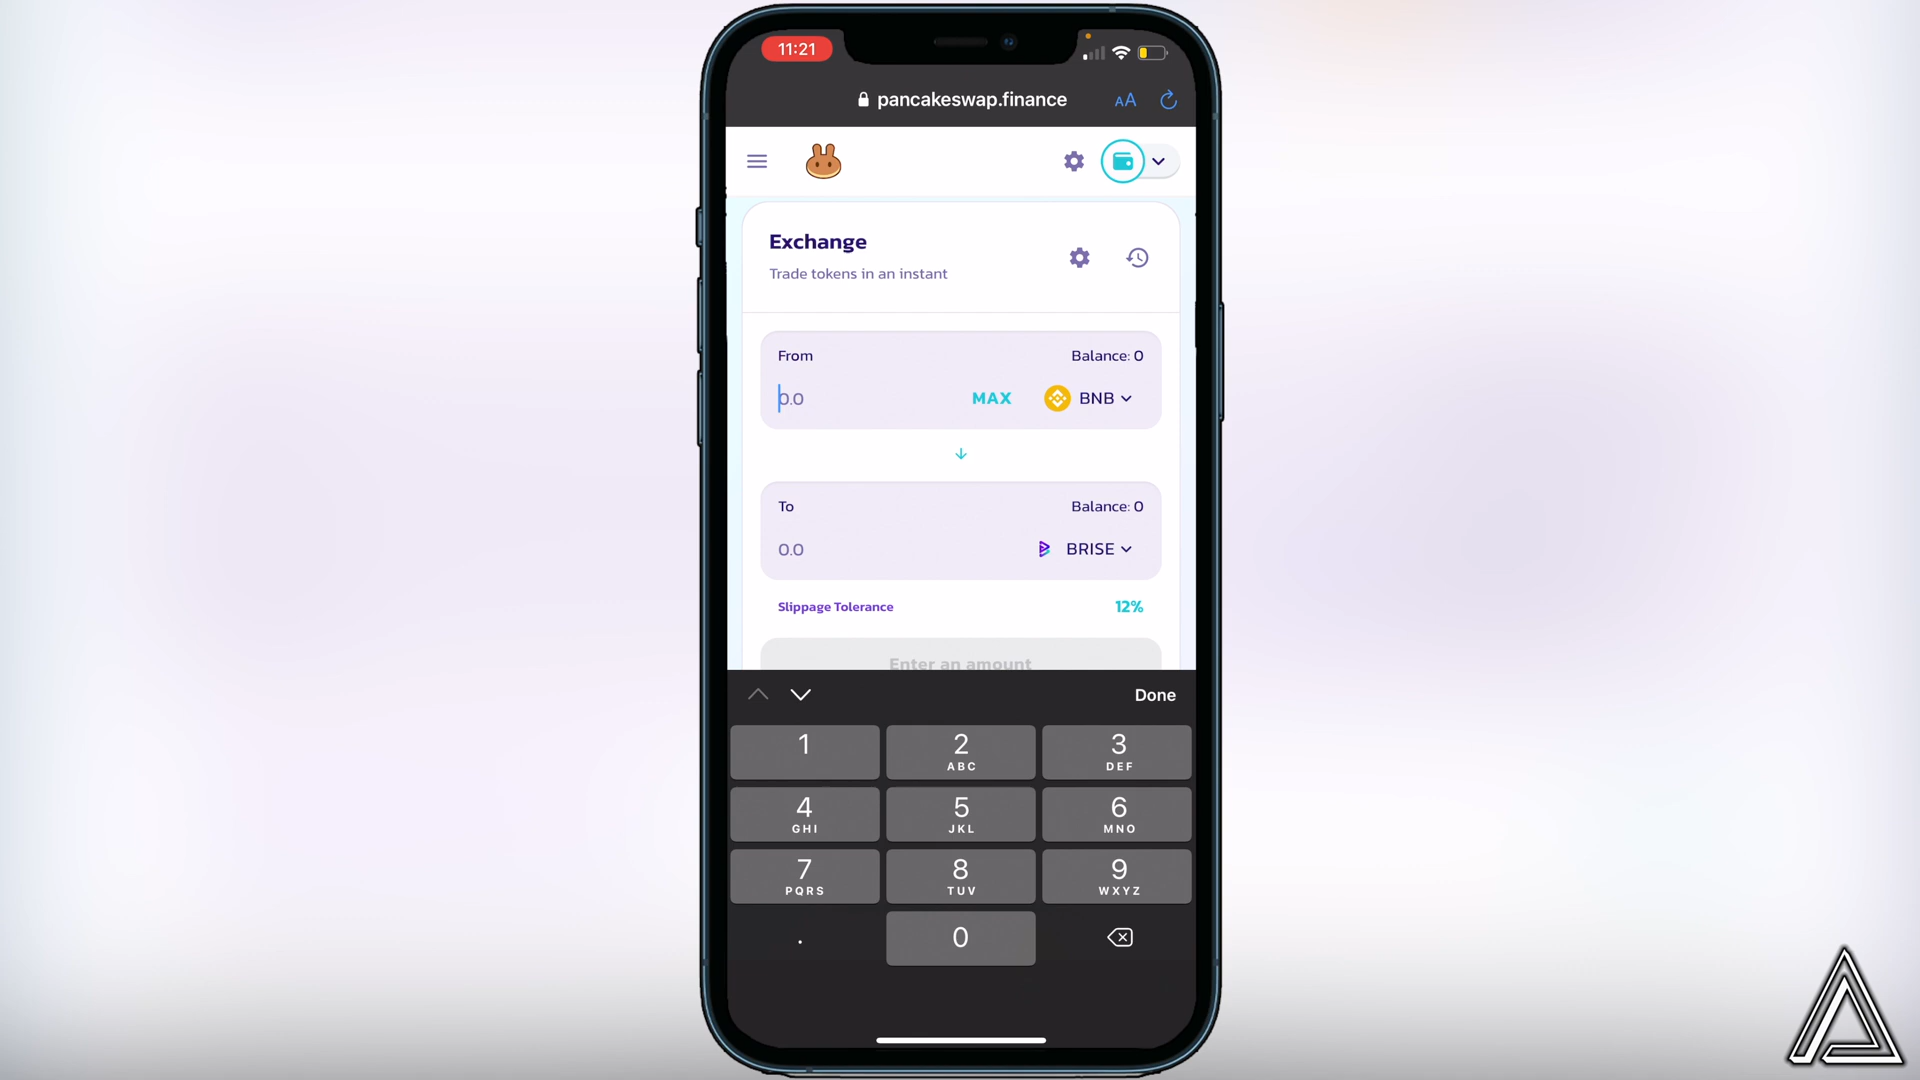 11:21
pancakeswap.finance AA
Exchange
Trade tokens in an instant
From Balance: 0
0.0 MAX BNB
To Balance: 0
0.0 BRISE
Slippage Tolerance 12%
Enter an amount
Done
1 2 3
ABC DEF
4 5 6
GHI JKL MNO
7 8 9
PQRS TUV WXYZ
. 0